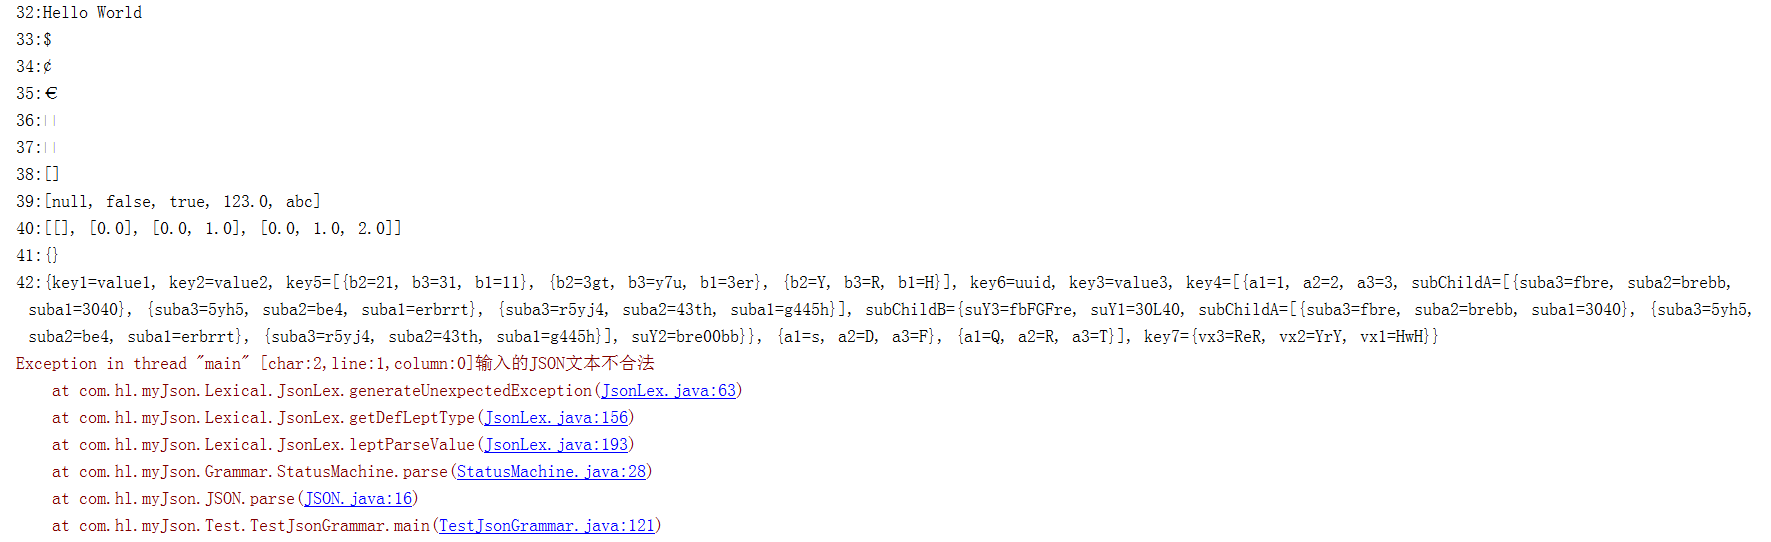 32:Hello World
33:$
34:¢
35:€
36:
37:
38:[]
39:[null, false, true, 123.0, abc]
40:[[], [0.0], [0.0, 1.0], [0.0, 1.0, 2.0]]
41:{}
42:{key1=value1, key2=value2, key5=[{b2=21, b3=31, b1=11}, {b2=3gt, b3=y7u, b1=3er}, {b2=Y, b3=R, b1=H}], key6=uuid, key3=value3, key4=[{a1=1, a2=2, a3=3, subChildA=[{suba3=fbre, suba2=brebb,
suba1=3040}, {suba3=5yh5, suba2=be4, suba1=erbrrt}, {suba3=r5yj4, suba2=43th, suba1=g445h}], subChildB={suY3=fbFGFre, suY1=30L40, subChildA=[{suba3=fbre, suba2=brebb, suba1=3040}, {suba3=5yh5,
suba2=be4, suba1=erbrrt}, {suba3=r5yj4, suba2=43th, suba1=g445h}], suY2=bre00bb}}, {a1=s, a2=D, a3=F}, {a1=Q, a2=R, a3=T}], key7={vx3=ReR, vx2=YrY, vx1=HwH}}
Exception in thread "main" [char:2,line:1,column:0]输入的JSON文本不合法
at com.hl.myJson.Lexical.JsonLex.generateUnexpectedException(JsonLex.java:63)
at com.hl.myJson.Lexical.JsonLex.getDefLeptType(JsonLex.java:156)
at com.hl.myJson.Lexical.JsonLex.leptParseValue(JsonLex.java:193)
at com.hl.myJson.Grammar.StatusMachine.parse(StatusMachine.java:28)
at com.hl.myJson.JSON.parse(JSON.java:16)
at com.hl.myJson.Test.TestJsonGrammar.main(TestJsonGrammar.java:121)